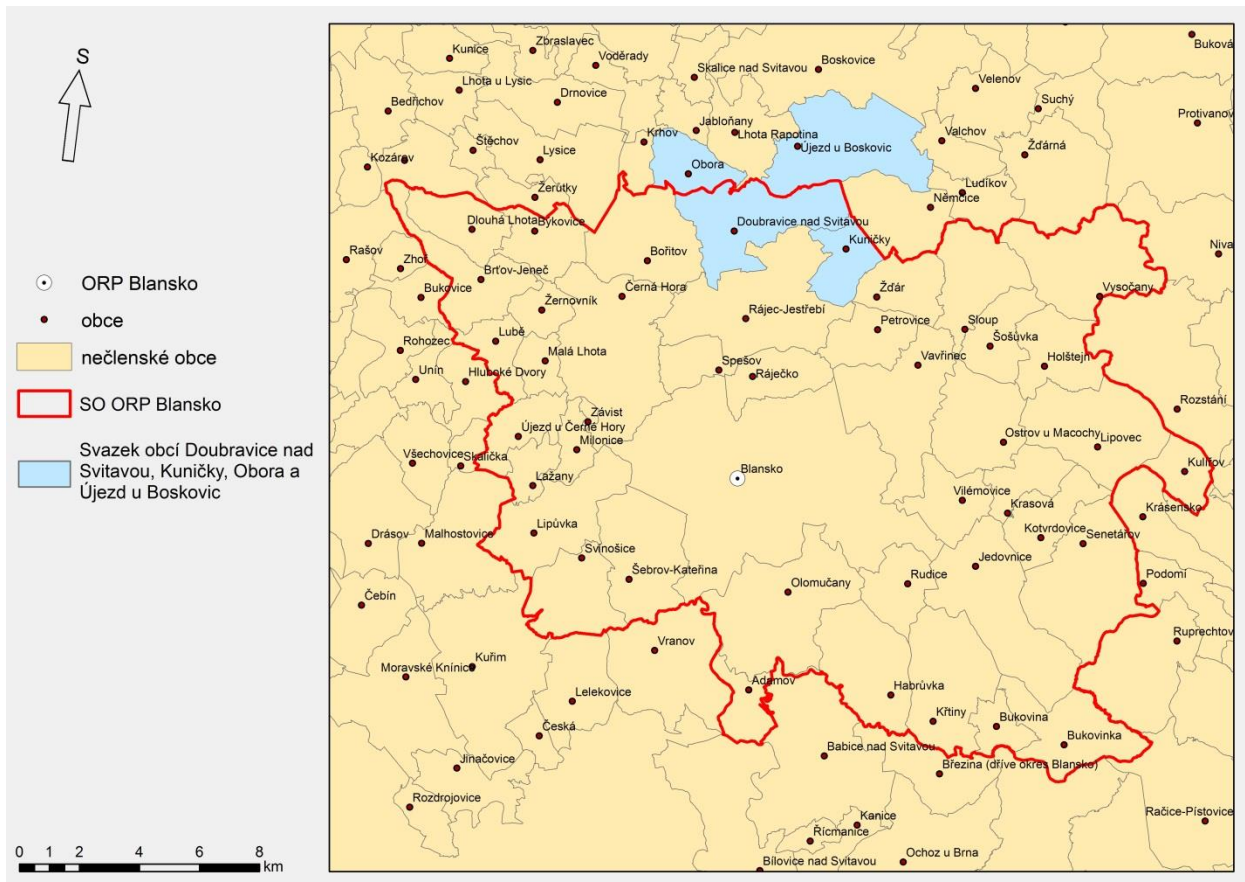 S
ORP Blansko
obce
nečlenské obce
SO ORP Blansko
Svazek obcí Doubravice nad
Svitavou, Kuničky, Obora a
Újezd u Boskovic
0 1 2 4 6 8
km
Kunice
Zbraslavec
Voděrady
Skalice nad Svitavou
Boskovice
Buková
Lhota u Lysic
Bedřichov
Drnovice
Velenov
Suchý
Protivanov
Jabloňany
Lhota Rapotina
Krhov
Újezd u Boskovic
Valchov
Žďárná
Štěchov
Lysice
Kozárov
Obora
Žerůtky
Ludíkov
Němčice
Dlouhá Lhota
Býkovice
Doubravice nad Svitavou
Kuničky
Bořitov
Niva
Rašov
Zhoř
Brťov-Jeneč
Bukovice
Černá Hora
Žernovník
Žďár
Vysočany
Rájec-Jestřebí
Petrovice
Sloup
Šošůvka
Rohozec
Lubě
Malá Lhota
Vavřinec
Holštejn
Unín
Hluboké Dvory
Spešov
Ráječko
Rozstání
Závist
Újezd u Černé Hory
Milonice
Ostrov u Macochy
Lipovec
Všechovice
Skalička
Kulířov
Lažany
Blansko
Vilémovice
Krasová
Krásensko
Lipůvka
Drásov
Malhostovice
Kotvrdovice
Senetářov
Svinošice
Šebrov-Kateřina
Jedovnice
Olomučany
Rudice
Podomí
Čebín
Ruprechtov
Vranov
Kuřim
Moravské Knínice
Adamov
Habrůvka
Lelekovice
Křtiny
Bukovina
Česká
Bukovinka
Babice nad Svitavou
Jinačovice
Březina (dříve okres Blansko)
Rozdrojovice
Kanice
Račice-Pístovice
Řícmanice
Bílovice nad Svitavou
Ochoz u Brna